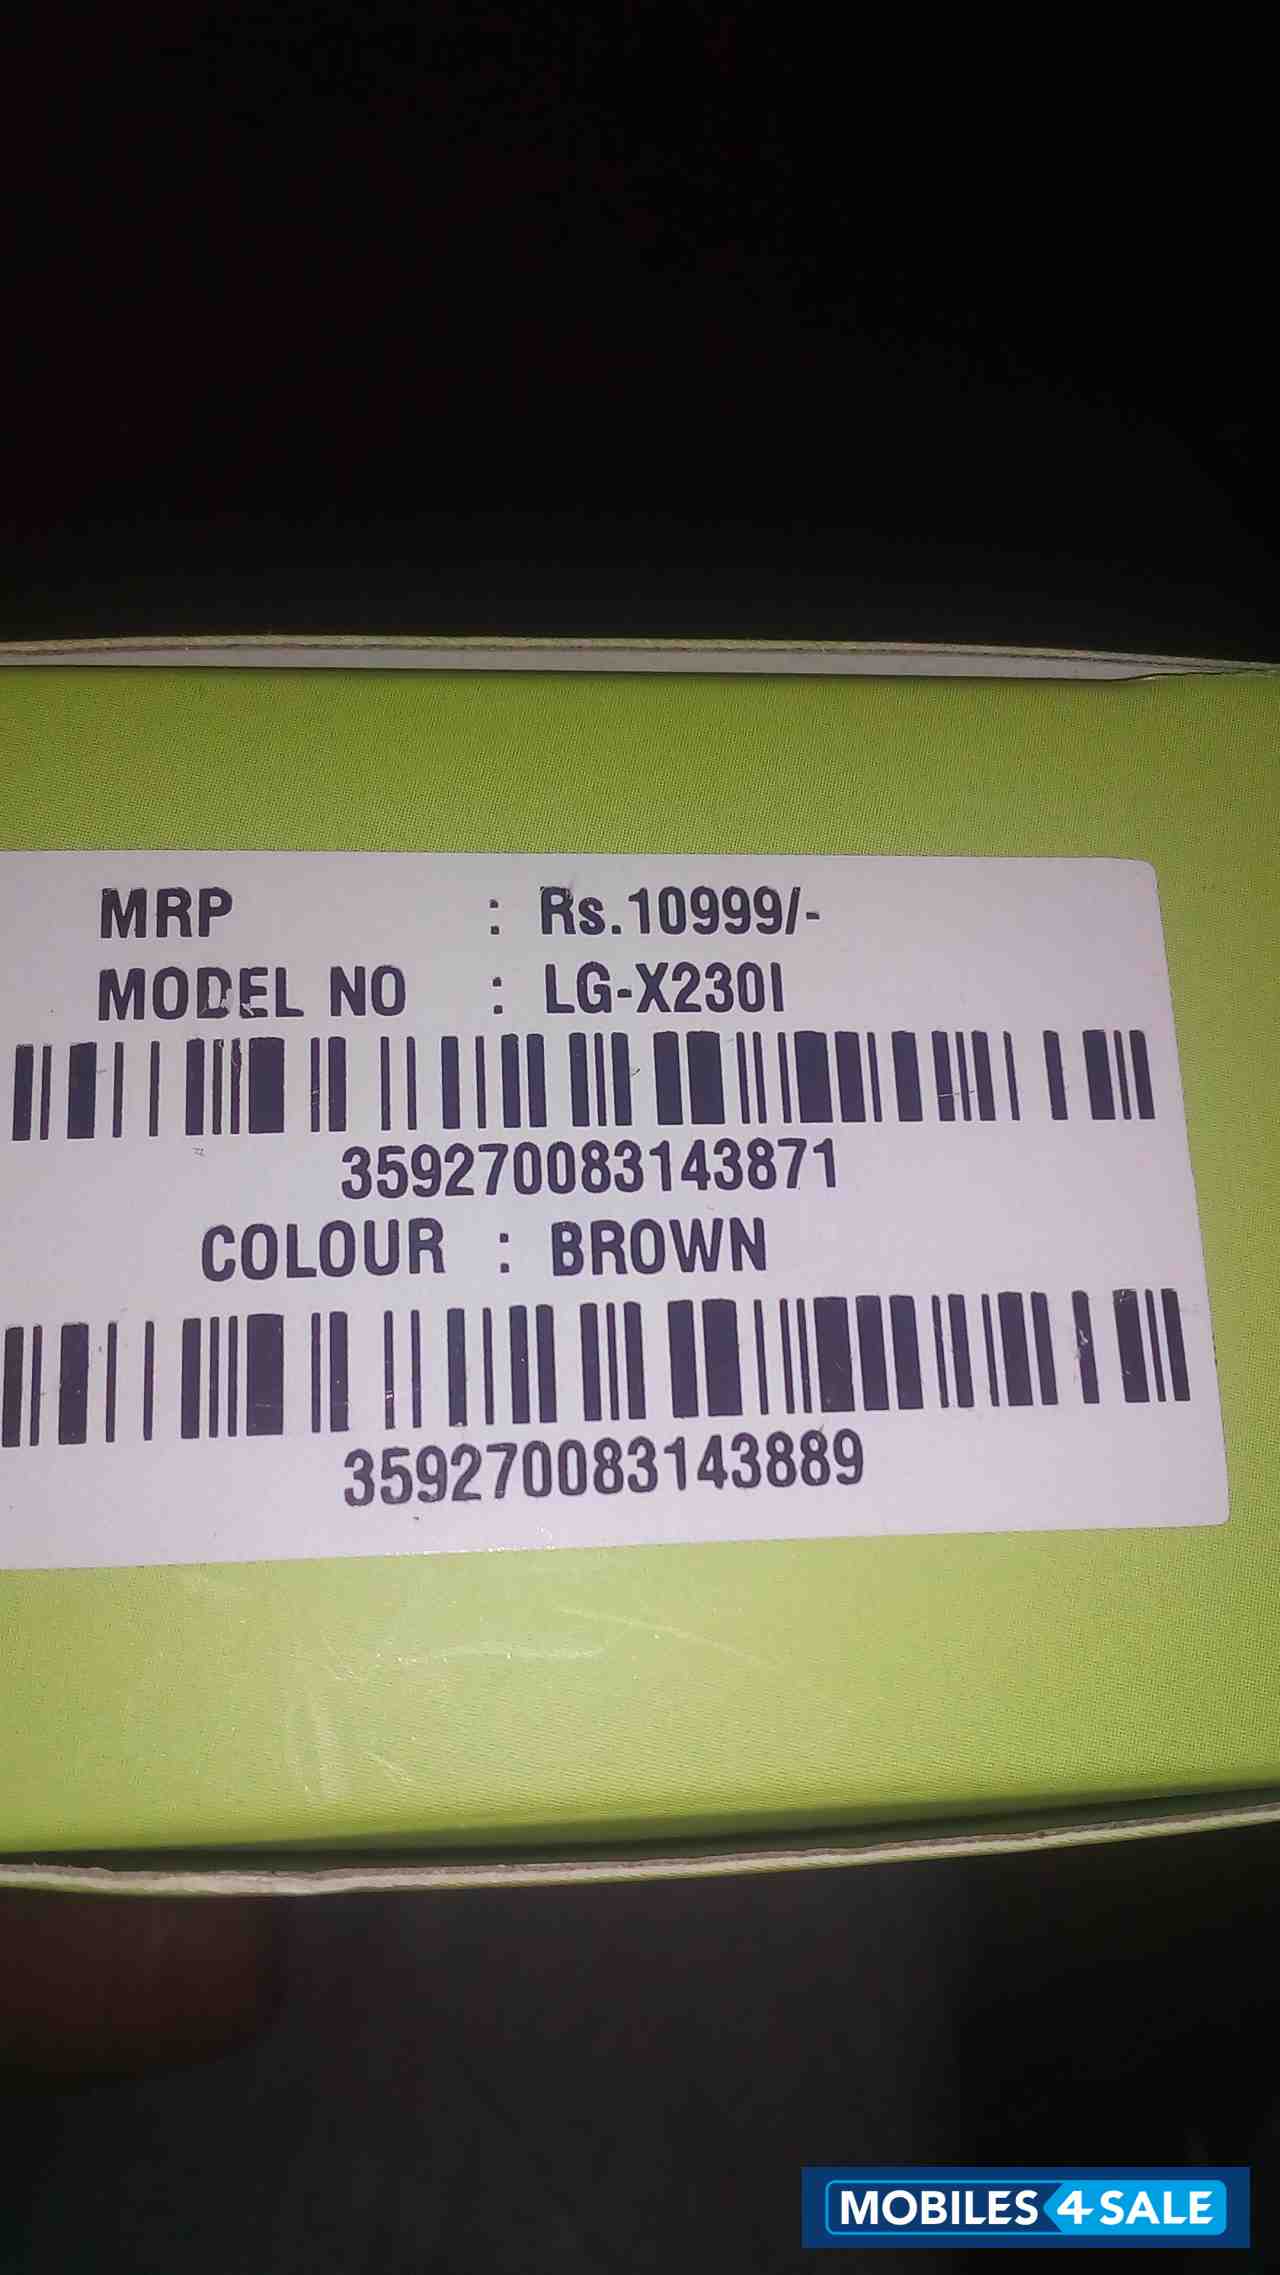 MRP : Rs.10999/-
MODEL NO : LG-X230I
359270083143871
COLOUR : BROWN
359270083143889
MOBILES 4 SALE